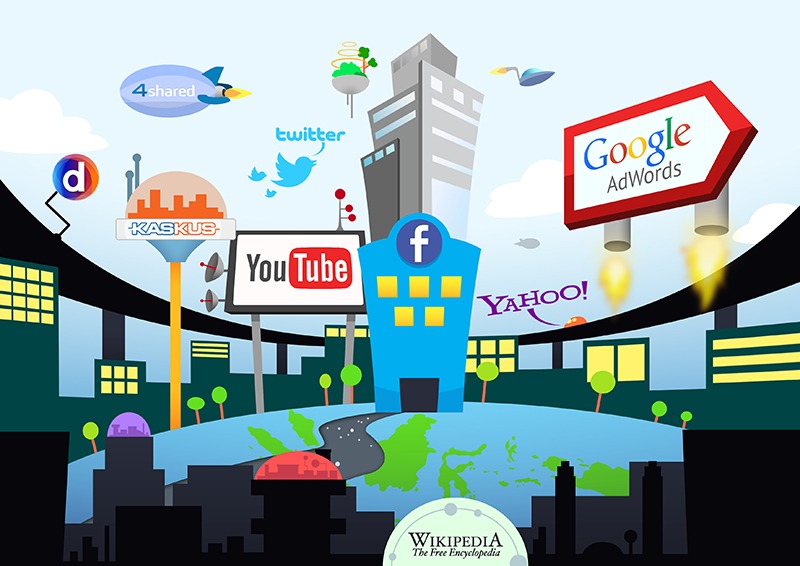 4shared
twitter
d
KASKUS
YouTube
f
Google
AdWords
YAHOO!
WIKIPEDIA
The Free Encyclopedia